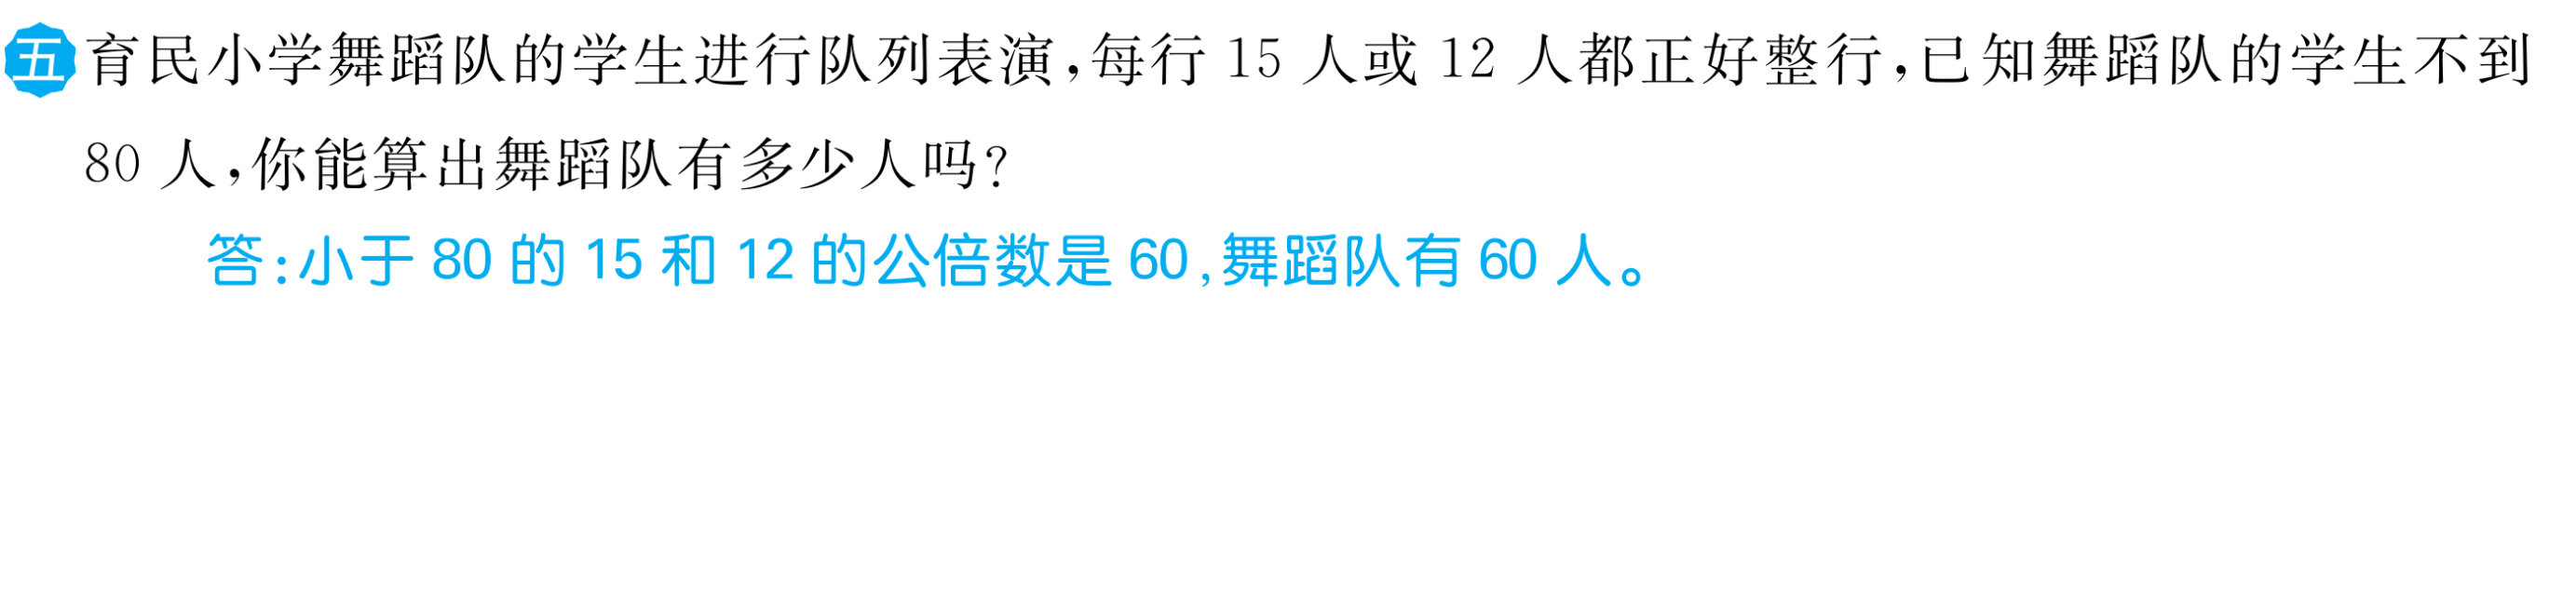 五 育民小学舞蹈队的学生进行队列表演,每行 15 人或 12 人都正好整行,已知舞蹈队的学生不到
80 人,你能算出舞蹈队有多少人吗?
答:小于 80 的 15 和 12 的公倍数是 60,舞蹈队有 60 人。